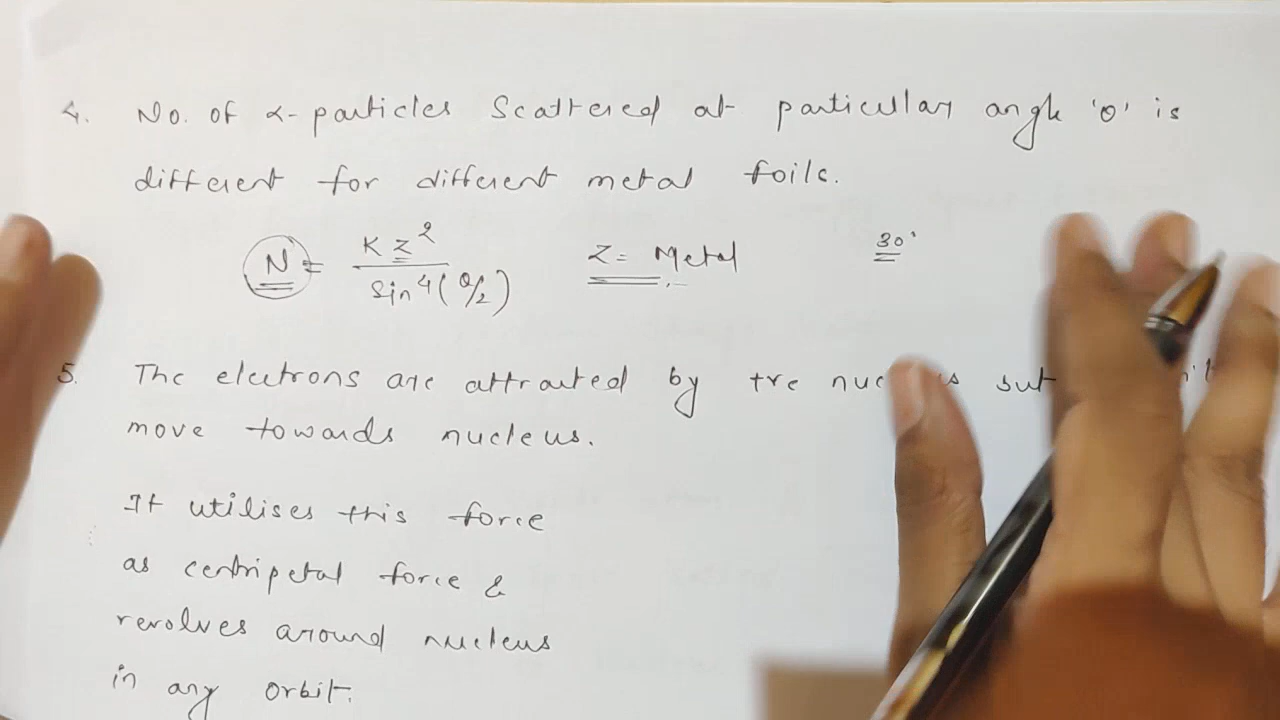 4. No. of α-particles Scattered at particular angle 'θ' is
different for different metal foils.
N = KZ² / Sin⁴(θ/2) Z = Metal 30°
5. The electrons are attracted by +ve but
move towards nucleus.
It utilises this force
as centripetal force &
revolves around nucleus
in any orbit.